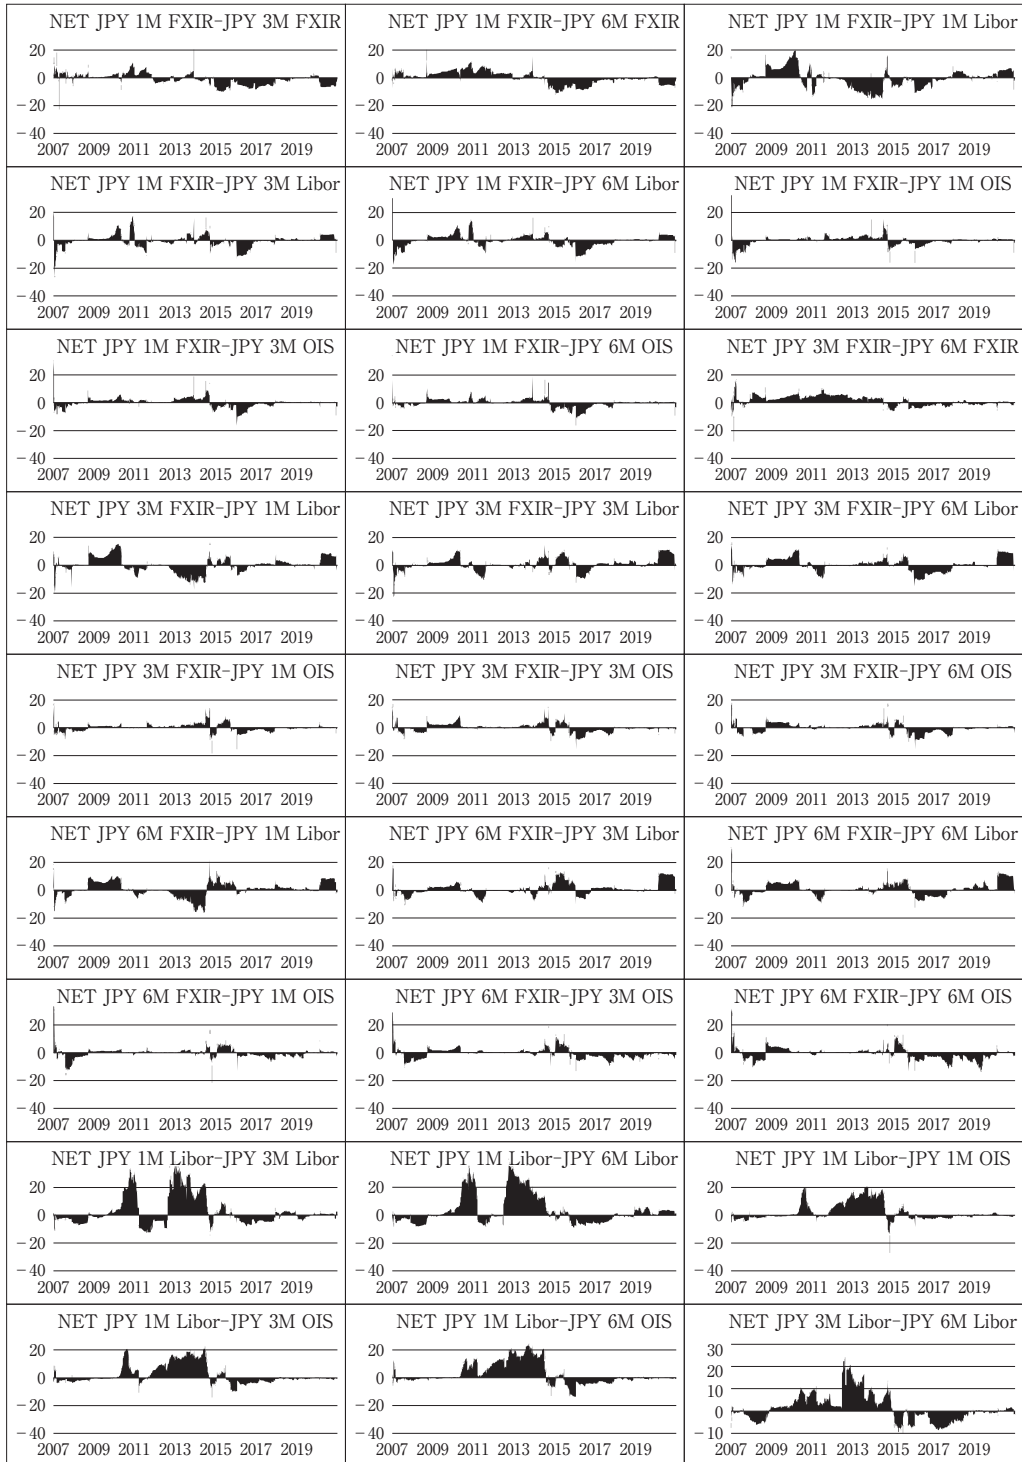 NET JPY 1M FXIR-JPY 3M FXIR
20
0
−20
−40
2007 2009 2011 2013 2015 2017 2019
NET JPY 1M FXIR-JPY 6M FXIR
20
0
−20
−40
2007 2009 2011 2013 2015 2017 2019
NET JPY 1M FXIR-JPY 1M Libor
20
0
−20
−40
2007 2009 2011 2013 2015 2017 2019
NET JPY 1M FXIR-JPY 3M Libor
20
0
−20
−40
2007 2009 2011 2013 2015 2017 2019
NET JPY 1M FXIR-JPY 6M Libor
20
0
−20
−40
2007 2009 2011 2013 2015 2017 2019
NET JPY 1M FXIR-JPY 1M OIS
20
0
−20
−40
2007 2009 2011 2013 2015 2017 2019
NET JPY 1M FXIR-JPY 3M OIS
20
0
−20
−40
2007 2009 2011 2013 2015 2017 2019
NET JPY 1M FXIR-JPY 6M OIS
20
0
−20
−40
2007 2009 2011 2013 2015 2017 2019
NET JPY 3M FXIR-JPY 6M FXIR
20
0
−20
−40
2007 2009 2011 2013 2015 2017 2019
NET JPY 3M FXIR-JPY 1M Libor
20
0
−20
−40
2007 2009 2011 2013 2015 2017 2019
NET JPY 3M FXIR-JPY 3M Libor
20
0
−20
−40
2007 2009 2011 2013 2015 2017 2019
NET JPY 3M FXIR-JPY 6M Libor
20
0
−20
−40
2007 2009 2011 2013 2015 2017 2019
NET JPY 3M FXIR-JPY 1M OIS
20
0
−20
−40
2007 2009 2011 2013 2015 2017 2019
NET JPY 3M FXIR-JPY 3M OIS
20
0
−20
−40
2007 2009 2011 2013 2015 2017 2019
NET JPY 3M FXIR-JPY 6M OIS
20
0
−20
−40
2007 2009 2011 2013 2015 2017 2019
NET JPY 6M FXIR-JPY 1M Libor
20
0
−20
−40
2007 2009 2011 2013 2015 2017 2019
NET JPY 6M FXIR-JPY 3M Libor
20
0
−20
−40
2007 2009 2011 2013 2015 2017 2019
NET JPY 6M FXIR-JPY 6M Libor
20
0
−20
−40
2007 2009 2011 2013 2015 2017 2019
NET JPY 6M FXIR-JPY 1M OIS
20
0
−20
−40
2007 2009 2011 2013 2015 2017 2019
NET JPY 6M FXIR-JPY 3M OIS
20
0
−20
−40
2007 2009 2011 2013 2015 2017 2019
NET JPY 6M FXIR-JPY 6M OIS
20
0
−20
−40
2007 2009 2011 2013 2015 2017 2019
NET JPY 1M Libor-JPY 3M Libor
20
0
−20
−40
2007 2009 2011 2013 2015 2017 2019
NET JPY 1M Libor-JPY 6M Libor
20
0
−20
−40
2007 2009 2011 2013 2015 2017 2019
NET JPY 1M Libor-JPY 1M OIS
20
0
−20
−40
2007 2009 2011 2013 2015 2017 2019
NET JPY 1M Libor-JPY 3M OIS
20
0
−20
−40
2007 2009 2011 2013 2015 2017 2019
NET JPY 1M Libor-JPY 6M OIS
20
0
−20
−40
2007 2009 2011 2013 2015 2017 2019
NET JPY 3M Libor-JPY 6M Libor
30
20
10
0
−10
2007 2009 2011 2013 2015 2017 2019